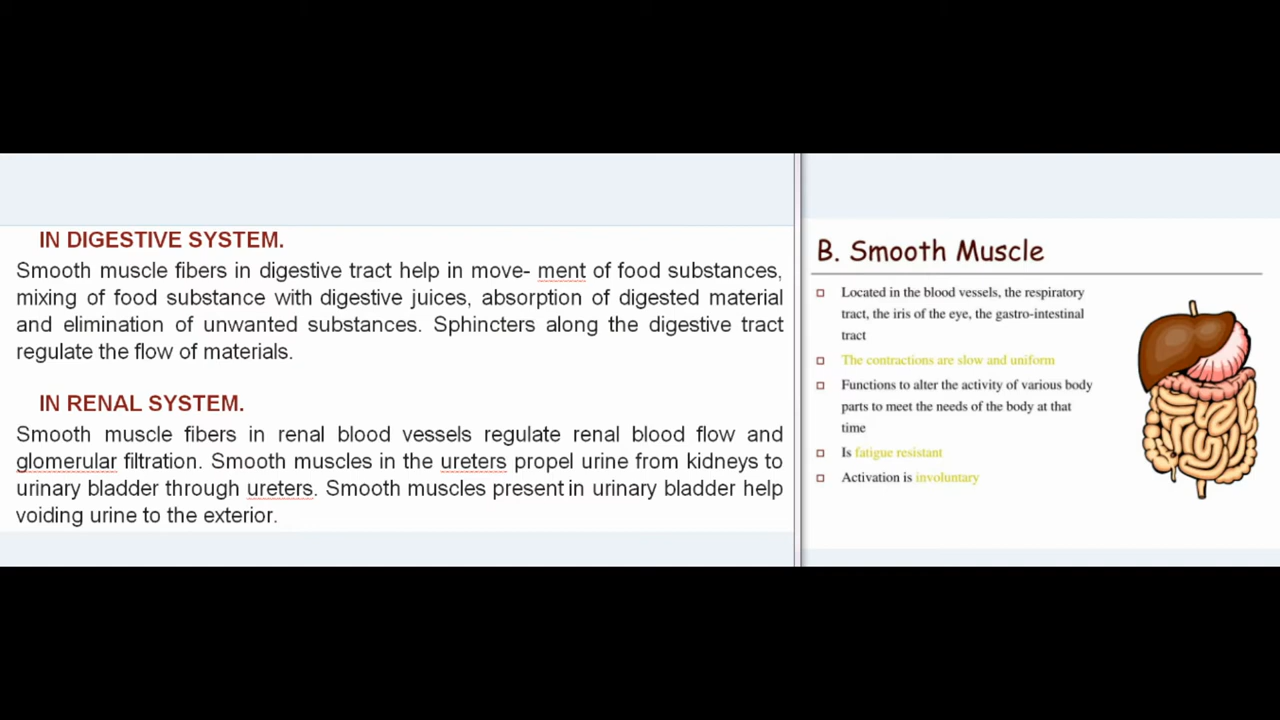 IN DIGESTIVE SYSTEM.
Smooth muscle fibers in digestive tract help in move- ment of food substances,
mixing of food substance with digestive juices, absorption of digested material
and elimination of unwanted substances. Sphincters along the digestive tract
regulate the flow of materials.
IN RENAL SYSTEM.
Smooth muscle fibers in renal blood vessels regulate renal blood flow and
glomerular filtration. Smooth muscles in the ureters propel urine from kidneys to
urinary bladder through ureters. Smooth muscles present in urinary bladder help
voiding urine to the exterior.
B. Smooth Muscle
Located in the blood vessels, the respiratory
tract, the iris of the eye, the gastro-intestinal
tract
The contractions are slow and uniform
Functions to alter the activity of various body
parts to meet the needs of the body at that
time
Is fatigue resistant
Activation is involuntary